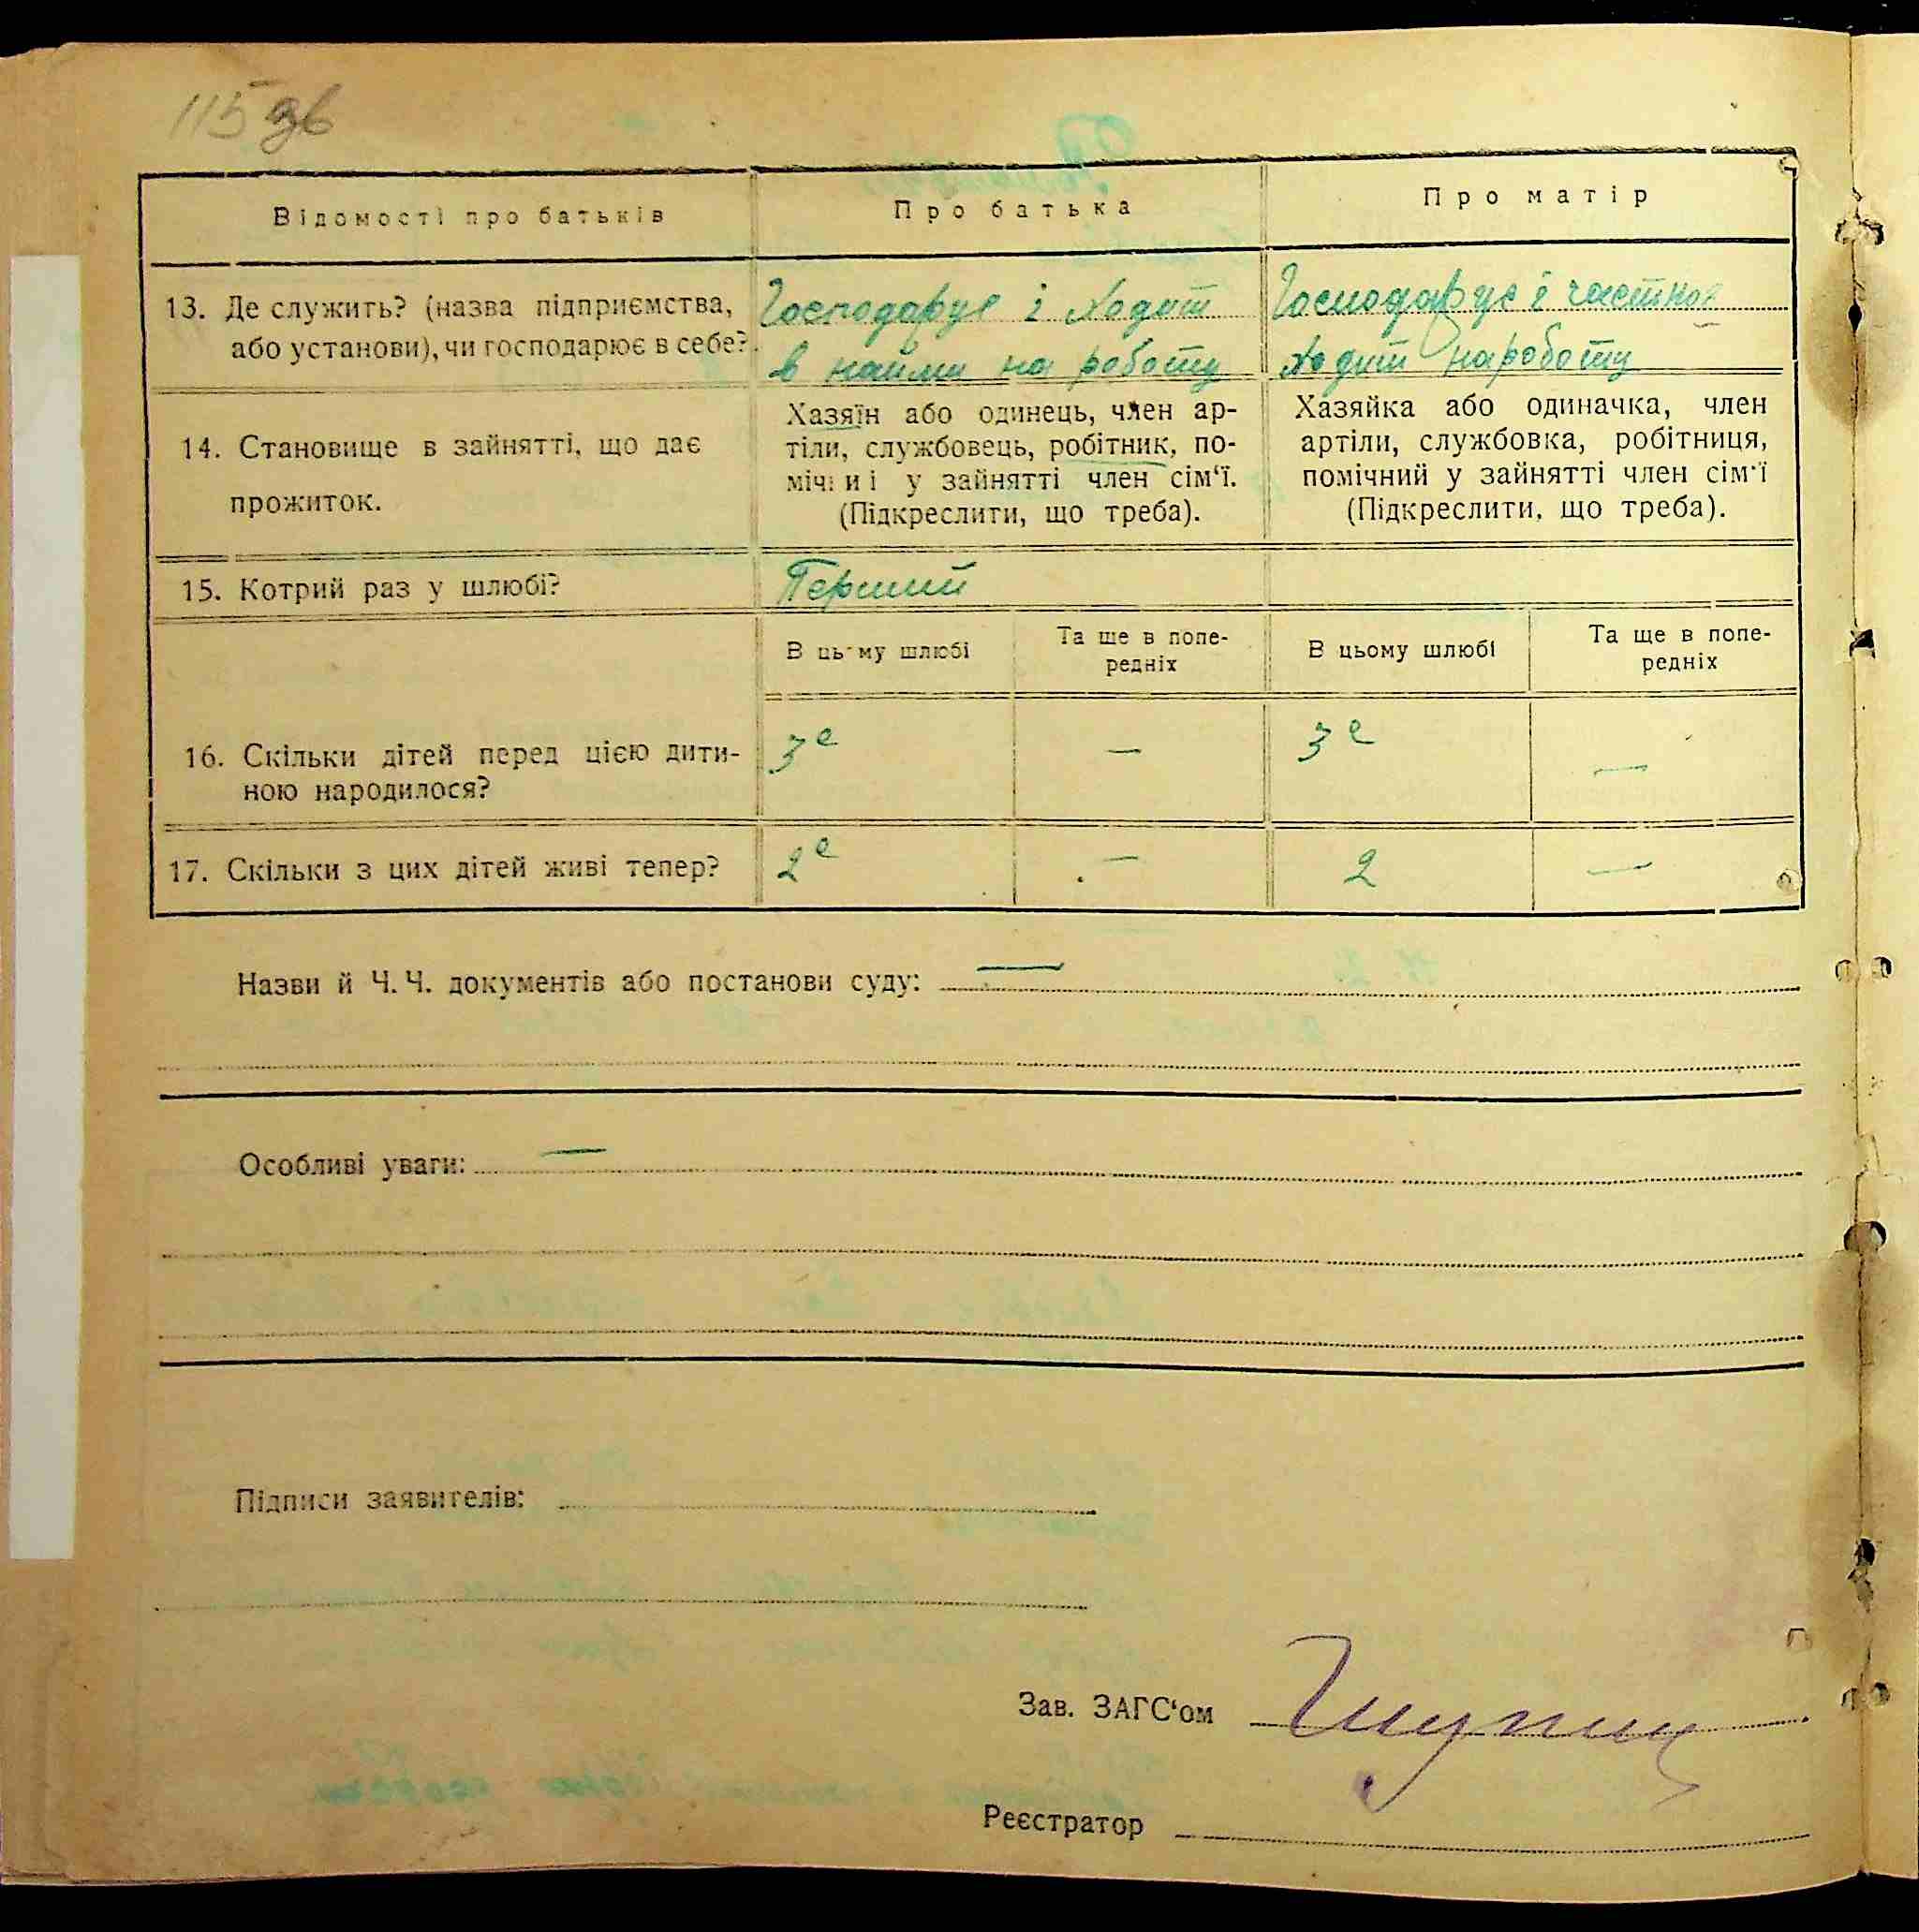 115 зв
Відомості про батьків
Про батька
Про матір
13. Де служить? (назва підприємства,
або установи), чи господарює в себе?
Господарує і ходит
в найми на роботу
Господарує і частков
ходит на роботу
14. Становище в зайнятті, що дає
прожиток.
Хазяїн або одинець, член ар-
тіли, службовець, робітник, по-
мічний у зайнятті член сім'ї.
(Підкреслити, що треба).
Хазяйка або одиначка, член
артіли, службовка, робітниця,
помічний у зайнятті член сім'ї
(Підкреслити, що треба).
15. Котрий раз у шлюбі?
Перший
В цьому шлюбі
Та ще в попе-
редніх
В цьому шлюбі
Та ще в попе-
редніх
16. Скільки дітей перед цією дити-
ною народилося?
3е
—
3е
—
17. Скільки з цих дітей живі тепер?
2е
—
2
—
Назви й Ч. Ч. документів або постанови суду: —
Особливі уваги: —
Підписи заявителів:
Зав. ЗАГС'ом
Реєстратор